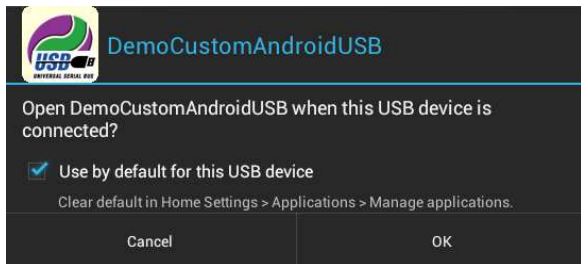 USB
UNIVERSAL SERIAL BUS
DemoCustomAndroidUSB
Open DemoCustomAndroidUSB when this USB device is
connected?
Use by default for this USB device
Clear default in Home Settings > Applications > Manage applications.
Cancel
OK